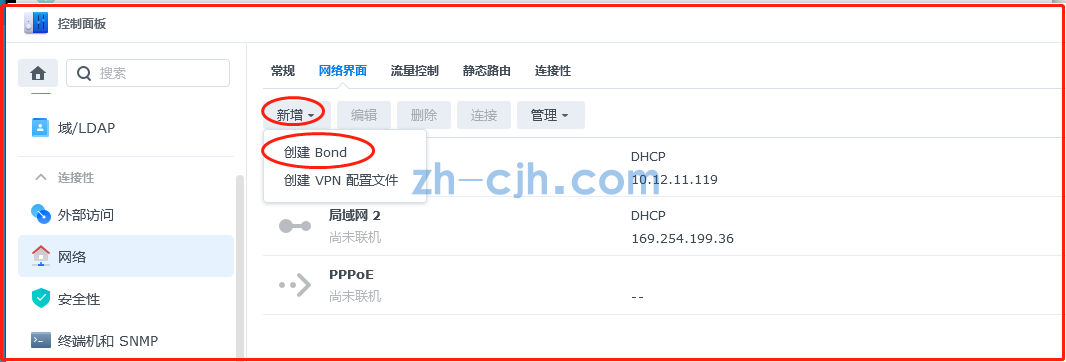 控制面板
搜索
域/LDAP
连接性
外部访问
网络
安全性
终端机和 SNMP
常规 网络界面 流量控制 静态路由 连接性
新增 编辑 删除 连接 管理
创建 Bond
创建 VPN 配置文件
DHCP
10.12.11.119
zh-cjh.com
局域网 2 DHCP
尚未联机 169.254.199.36
PPPoE
尚未联机 --